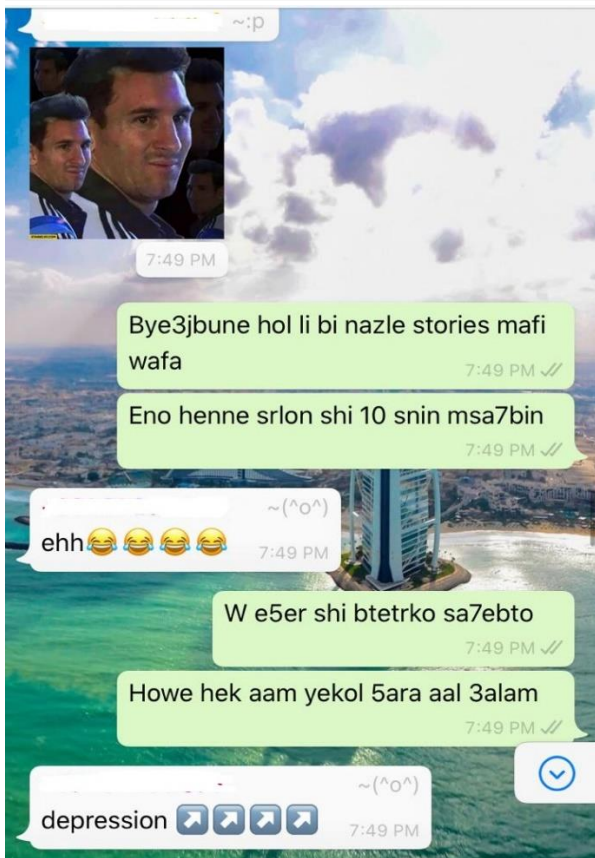 ~:p
7:49 PM
Bye3jbune hol li bi nazle stories mafi
wafa
7:49 PM
Eno henne srlon shi 10 snin msa7bin
7:49 PM
~(^o^)
ehh😂😂😂😂
7:49 PM
W e5er shi btetrko sa7ebto
7:49 PM
Howe hek aam yekol 5ara aal 3alam
7:49 PM
~(^o^)
depression ↗️↗️↗️↗️
7:49 PM